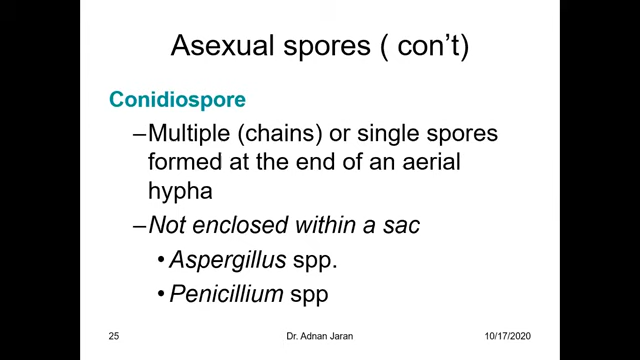 Asexual spores ( con’t)
Conidiospore
–Multiple (chains) or single spores
formed at the end of an aerial
hypha
–Not enclosed within a sac
•Aspergillus spp.
•Penicillium spp
25 Dr. Adnan Jaran 10/17/2020